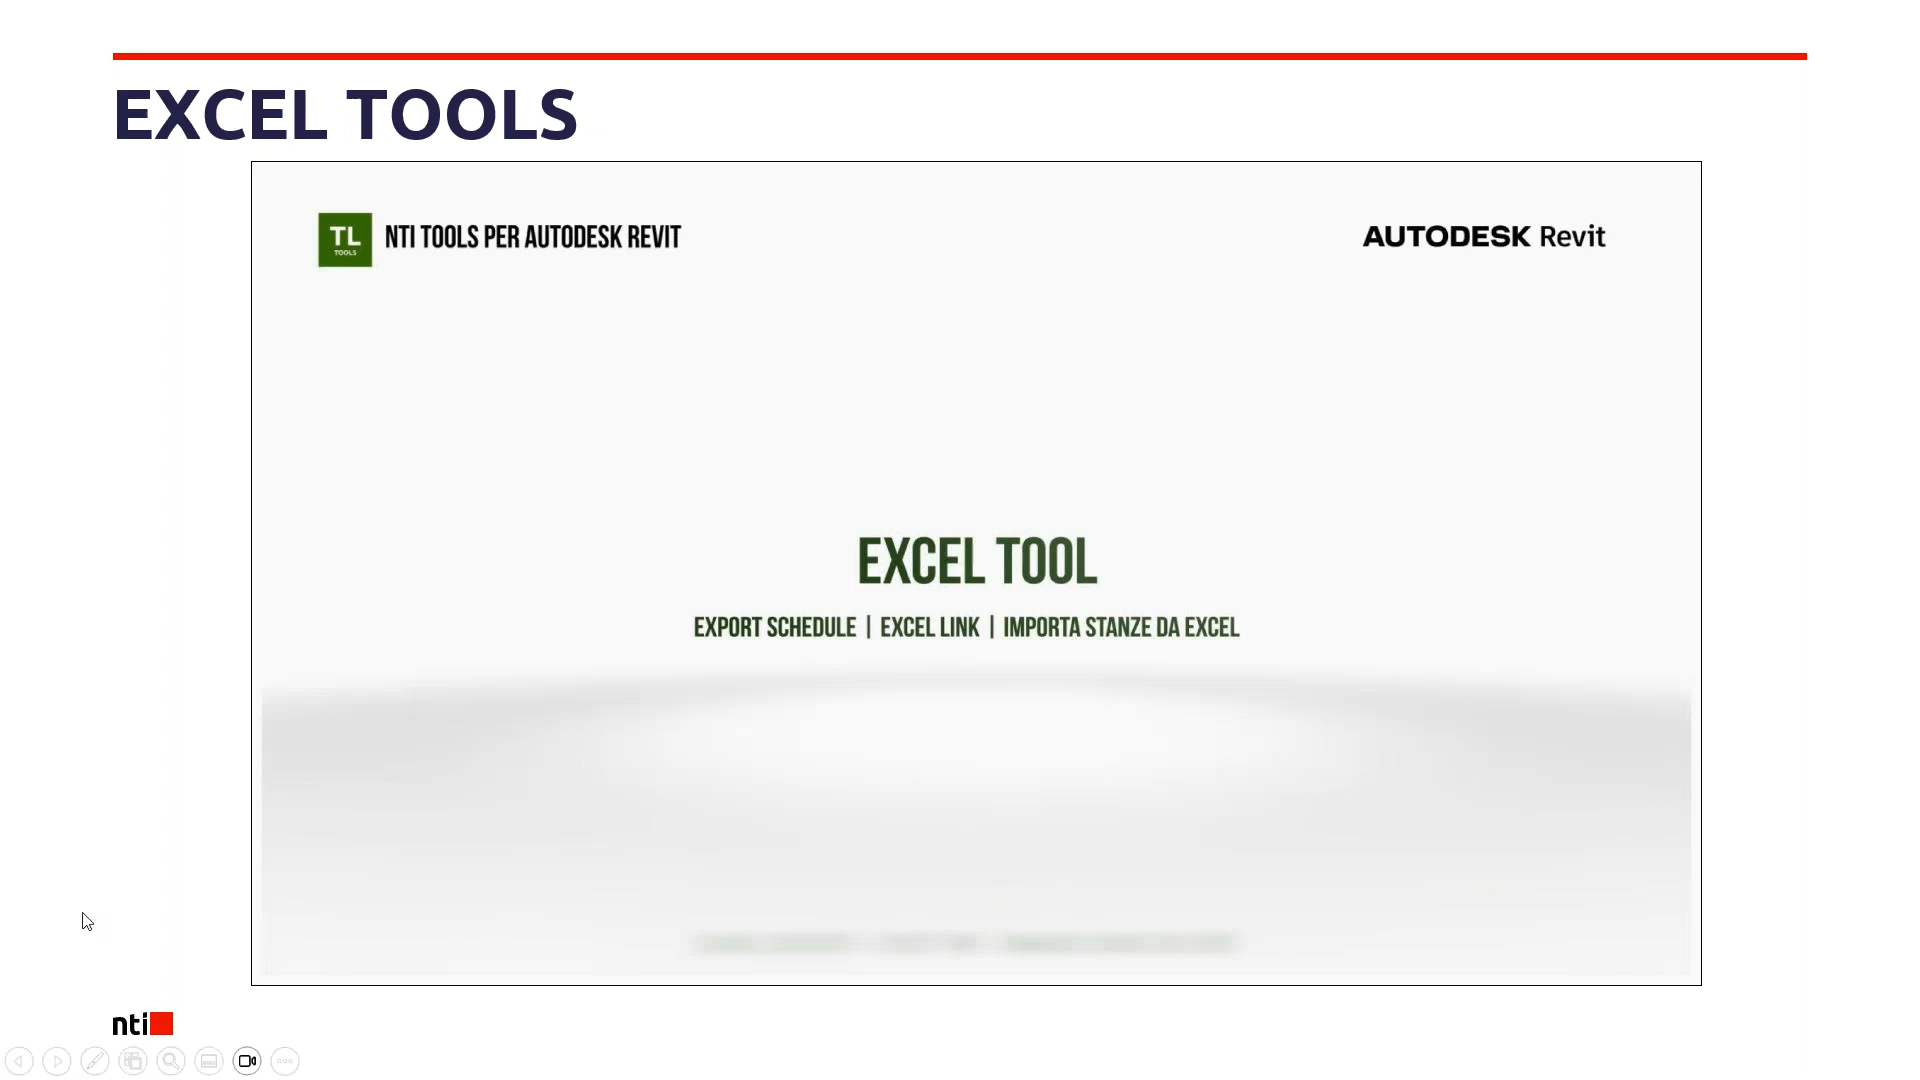 EXCEL TOOLS
TL
TOOLS
NTI TOOLS PER AUTODESK REVIT
AUTODESK Revit
EXCEL TOOL
EXPORT SCHEDULE | EXCEL LINK | IMPORTA STANZE DA EXCEL
nti